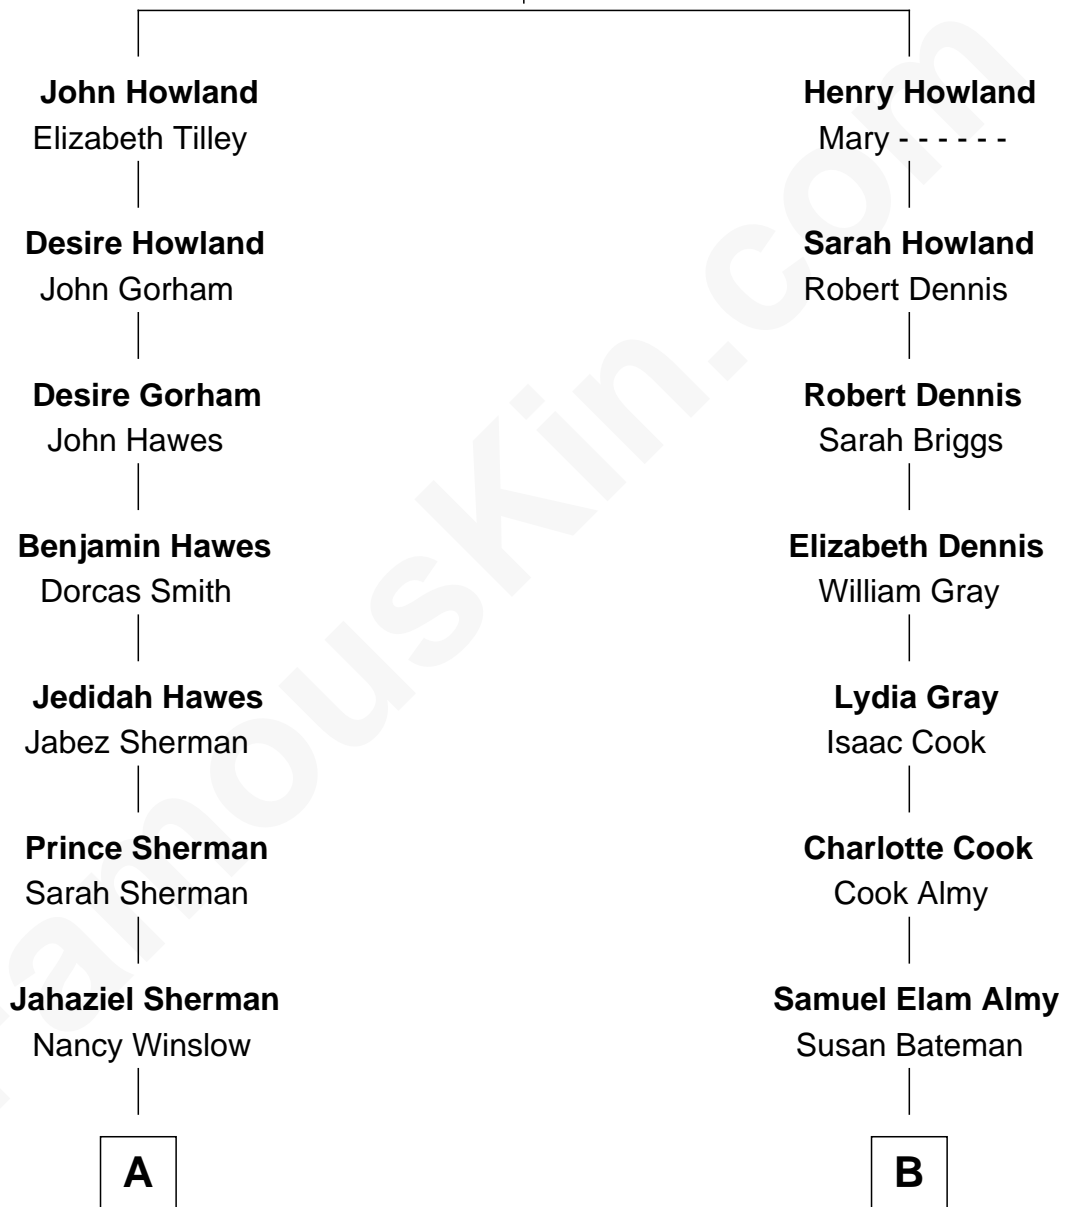 John Howland
Elizabeth Tilley
Desire Howland
John Gorham
Desire Gorham
John Hawes
Benjamin Hawes
Dorcas Smith
Jedidah Hawes
Jabez Sherman
Prince Sherman
Sarah Sherman
Jahaziel Sherman
Nancy Winslow
A
Henry Howland
Mary - - - - - -
Sarah Howland
Robert Dennis
Robert Dennis
Sarah Briggs
Elizabeth Dennis
William Gray
Lydia Gray
Isaac Cook
Charlotte Cook
Cook Almy
Samuel Elam Almy
Susan Bateman
B
FamousKin.com